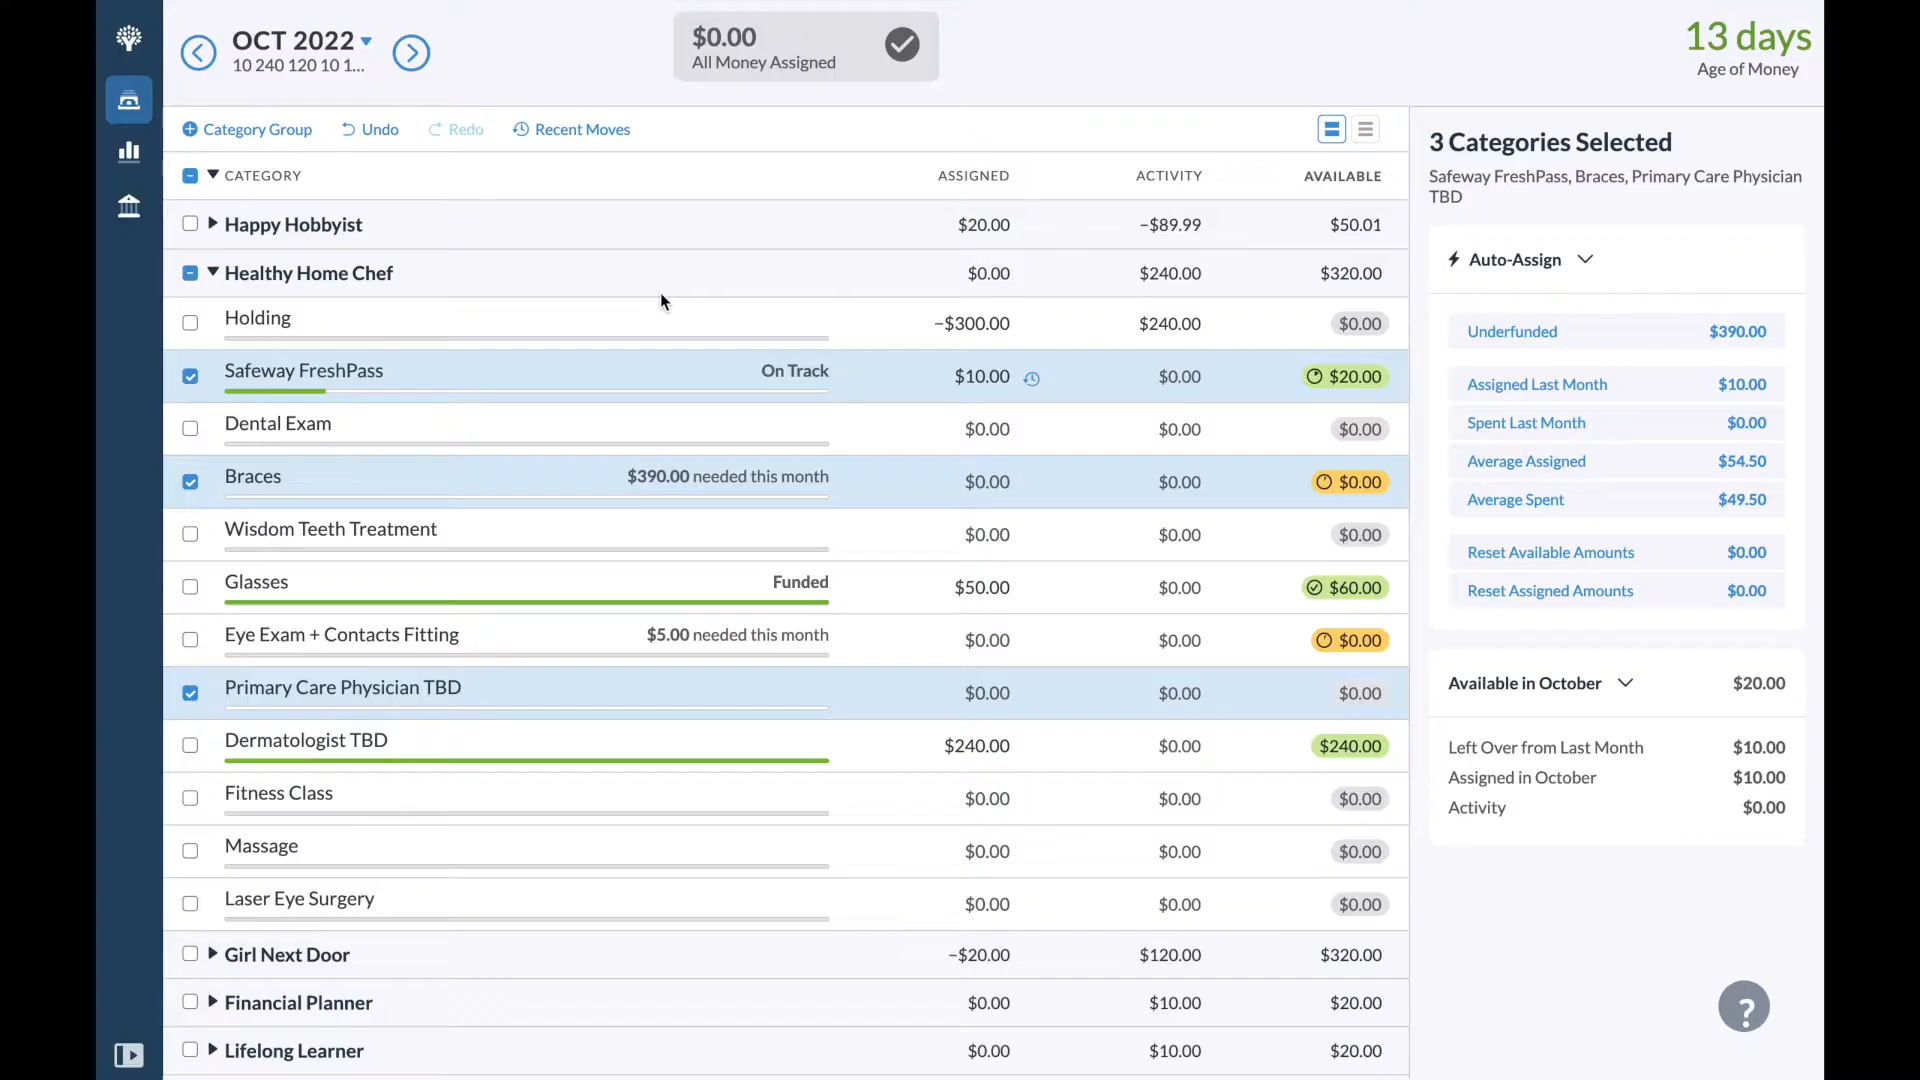 OCT 2022
10 240 120 10 1...
$0.00
All Money Assigned
13 days
Age of Money
Category Group Undo Redo Recent Moves
CATEGORY ASSIGNED ACTIVITY AVAILABLE
Happy Hobbyist $20.00 −$89.99 $50.01
Healthy Home Chef $0.00 $240.00 $320.00
Holding −$300.00 $240.00 $0.00
Safeway FreshPass On Track $10.00 $0.00 $20.00
Dental Exam $0.00 $0.00 $0.00
Braces $390.00 needed this month $0.00 $0.00 $0.00
Wisdom Teeth Treatment $0.00 $0.00 $0.00
Glasses Funded $50.00 $0.00 $60.00
Eye Exam + Contacts Fitting $5.00 needed this month $0.00 $0.00 $0.00
Primary Care Physician TBD $0.00 $0.00 $0.00
Dermatologist TBD $240.00 $0.00 $240.00
Fitness Class $0.00 $0.00 $0.00
Massage $0.00 $0.00 $0.00
Laser Eye Surgery $0.00 $0.00 $0.00
Girl Next Door −$20.00 $120.00 $320.00
Financial Planner $0.00 $10.00 $20.00
Lifelong Learner $0.00 $10.00 $20.00
3 Categories Selected
Safeway FreshPass, Braces, Primary Care Physician
TBD
Auto-Assign
Underfunded $390.00
Assigned Last Month $10.00
Spent Last Month $0.00
Average Assigned $54.50
Average Spent $49.50
Reset Available Amounts $0.00
Reset Assigned Amounts $0.00
Available in October $20.00
Left Over from Last Month $10.00
Assigned in October $10.00
Activity $0.00
?